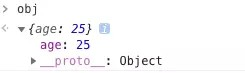 > obj
< ▼{age: 25} i
age: 25
▶ __proto__: Object